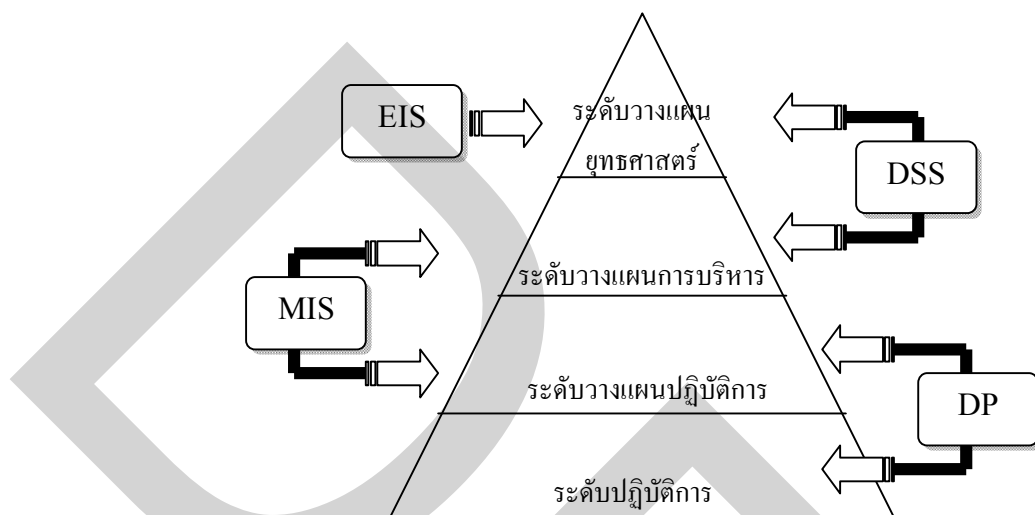 EIS
ระดับวางแผน
ยุทธศาสตร์
DSS
ระดับวางแผนการบริหาร
MIS
ระดับวางแผนปฏิบัติการ
DP
ระดับปฏิบัติการ